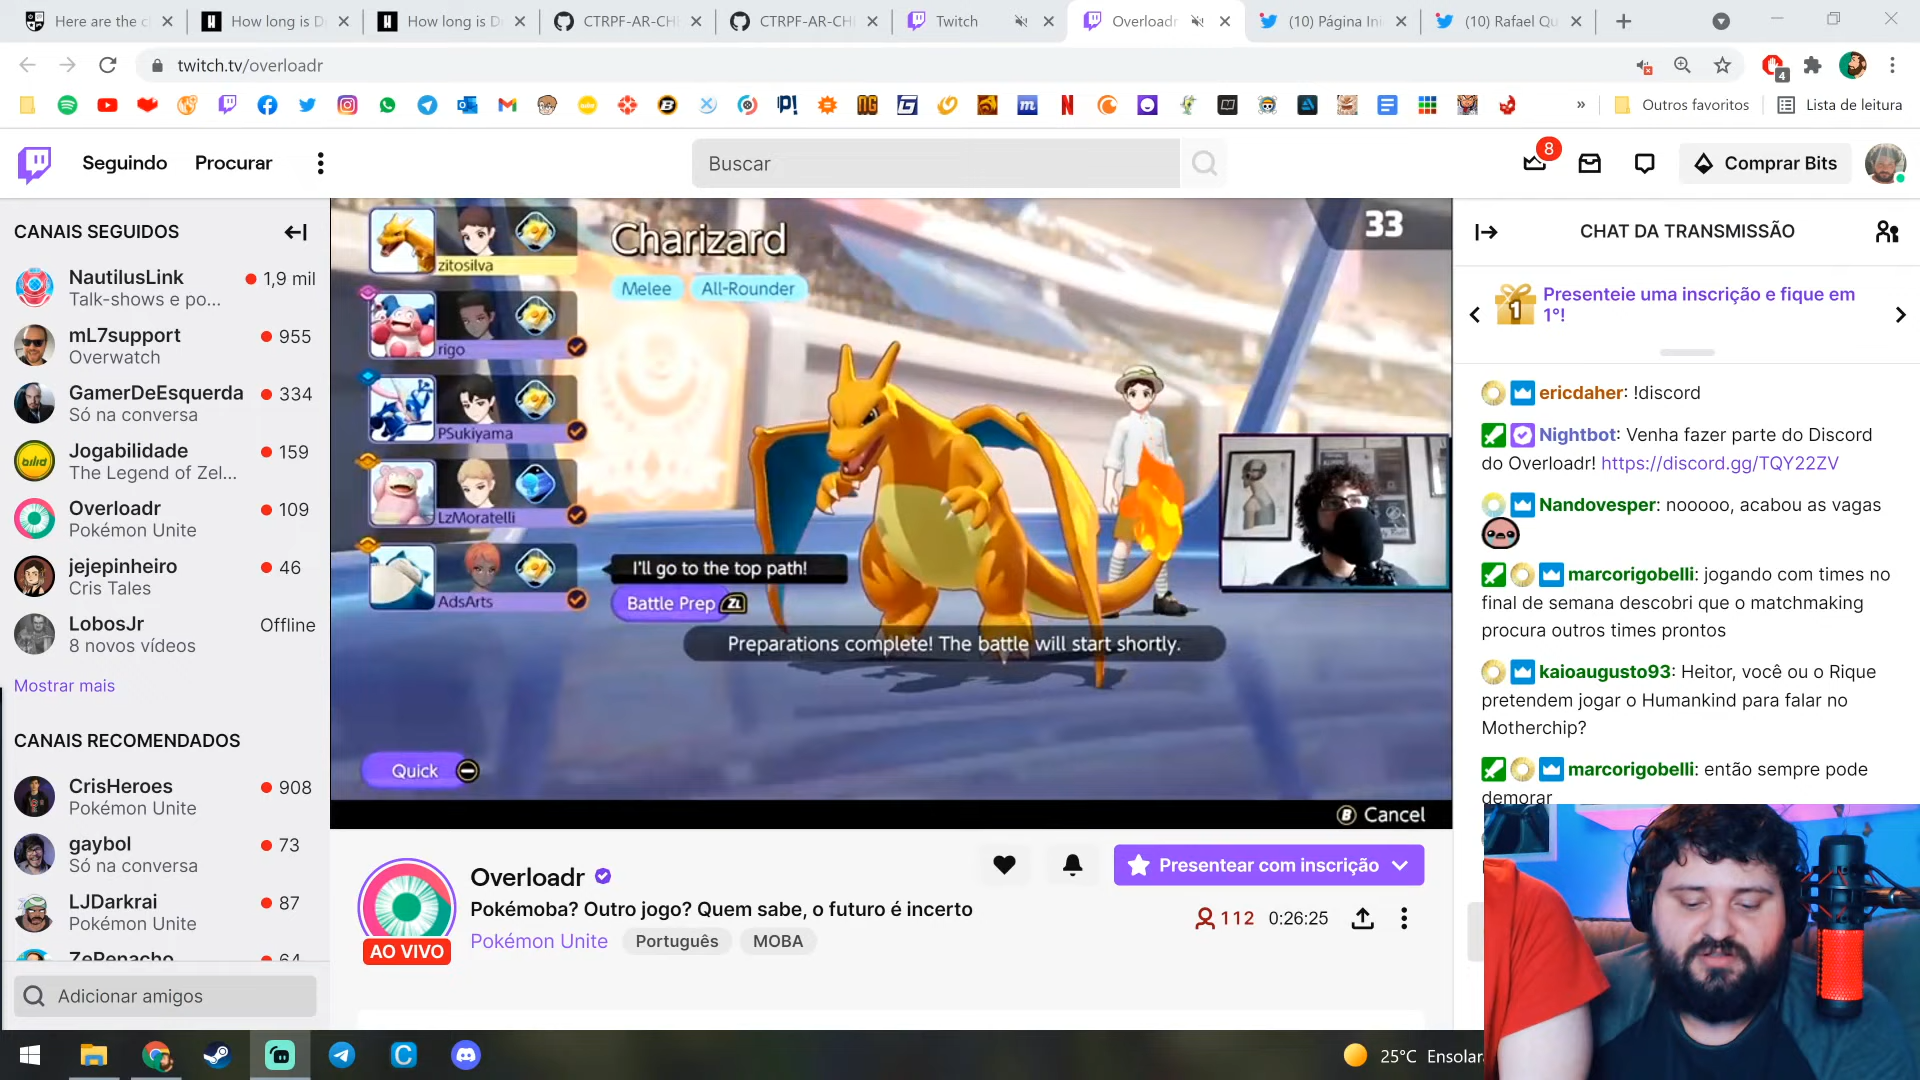 Here are the c
How long is D
How long is D
CTRPF-AR-CH
CTRPF-AR-CH
Twitch
Overloadr
(10) Página Ini
(10) Rafael Qu
twitch.tv/overloadr
4
Outros favoritos
Lista de leitura
Seguindo
Procurar
Buscar
8
Comprar Bits
CANAIS SEGUIDOS
NautilusLink
1,9 mil
Talk-shows e po...
mL7support
955
Overwatch
GamerDeEsquerda
334
Só na conversa
Jogabilidade
159
The Legend of Zel...
Overloadr
109
Pokémon Unite
jejepinheiro
46
Cris Tales
LobosJr
Offline
8 novos vídeos
Mostrar mais
CANAIS RECOMENDADOS
CrisHeroes
908
Pokémon Unite
gaybol
73
Só na conversa
LJDarkrai
87
Pokémon Unite
ZePenacho
64
Adicionar amigos
zitosilva
rigo
PSukiyama
LzMoratelli
AdsArts
Charizard
Melee
All-Rounder
33
I'll go to the top path!
Battle Prep ZL
Preparations complete! The battle will start shortly.
Quick
B Cancel
Overloadr
Pokémoba? Outro jogo? Quem sabe, o futuro é incerto
Pokémon Unite
Português
MOBA
AO VIVO
Presentear com inscrição
112
0:26:25
CHAT DA TRANSMISSÃO
1
Presenteie uma inscrição e fique em
1º!
ericdaher: !discord
Nightbot: Venha fazer parte do Discord
do Overloadr! https://discord.gg/TQY22ZV
Nandovesper: nooooo, acabou as vagas
marcorigobelli: jogando com times no
final de semana descobri que o matchmaking
procura outros times prontos
kaioaugusto93: Heitor, você ou o Rique
pretendem jogar o Humankind para falar no
Motherchip?
marcorigobelli: então sempre pode
demorar
25°C